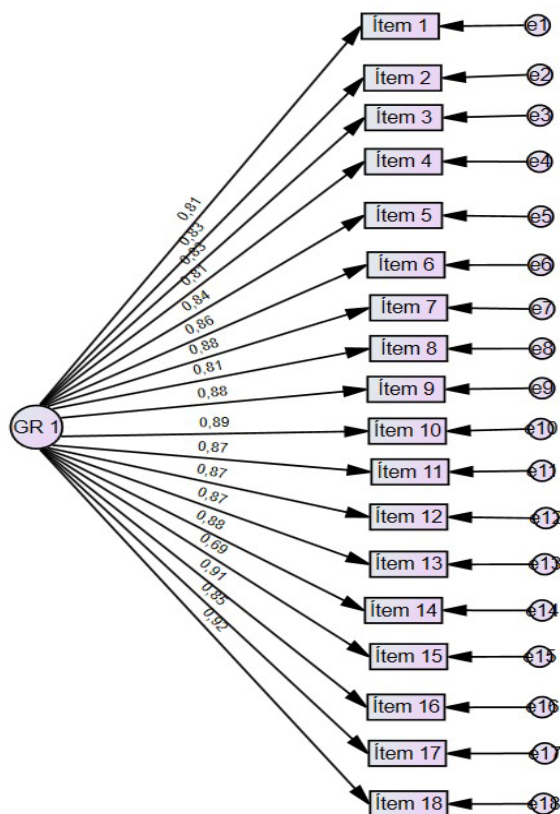 Ítem 1
e1
Ítem 2
e2
Ítem 3
e3
Ítem 4
e4
0,81
0,83
0,83
0,81
Ítem 5
e5
0,84
Ítem 6
e6
0,86
Ítem 7
e7
0,88
Ítem 8
e8
0,81
Ítem 9
e9
0,88
GR 1
0,89
Ítem 10
e10
0,87
Ítem 11
e11
0,87
Ítem 12
e12
0,87
Ítem 13
e13
0,88
Ítem 14
e14
0,69
Ítem 15
e15
0,91
Ítem 16
e16
0,85
Ítem 17
e17
0,92
Ítem 18
e18